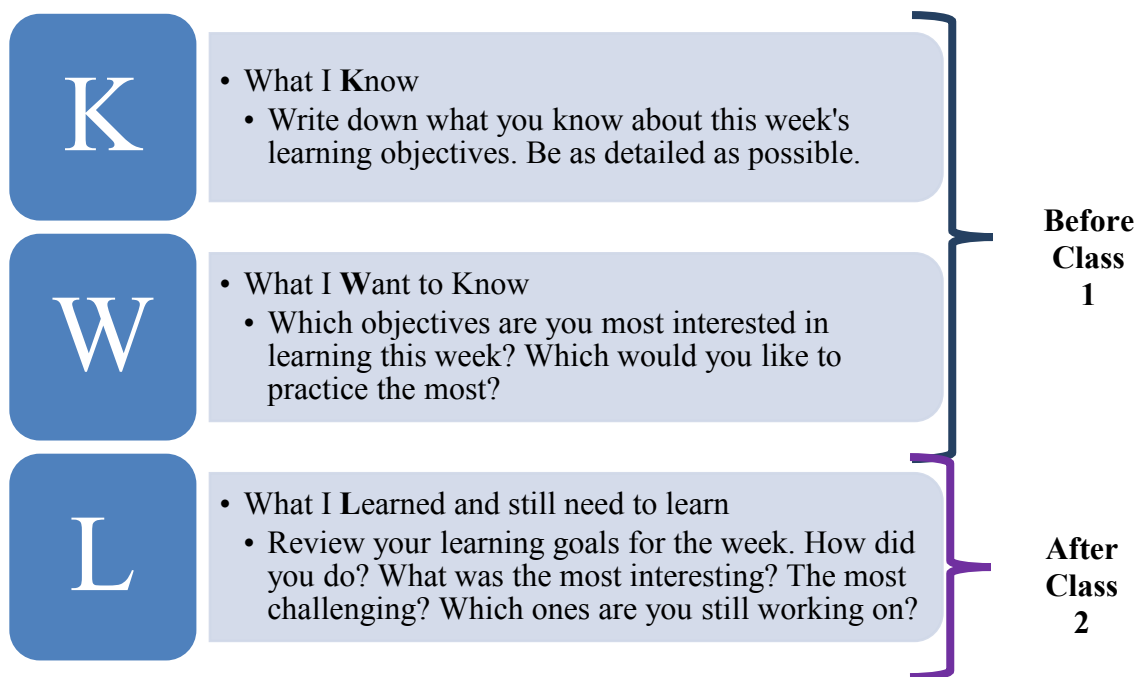 K
• What I Know
• Write down what you know about this week's
learning objectives. Be as detailed as possible.
W
• What I Want to Know
• Which objectives are you most interested in
learning this week? Which would you like to
practice the most?
Before
Class
1
L
• What I Learned and still need to learn
• Review your learning goals for the week. How did
you do? What was the most interesting? The most
challenging? Which ones are you still working on?
After
Class
2